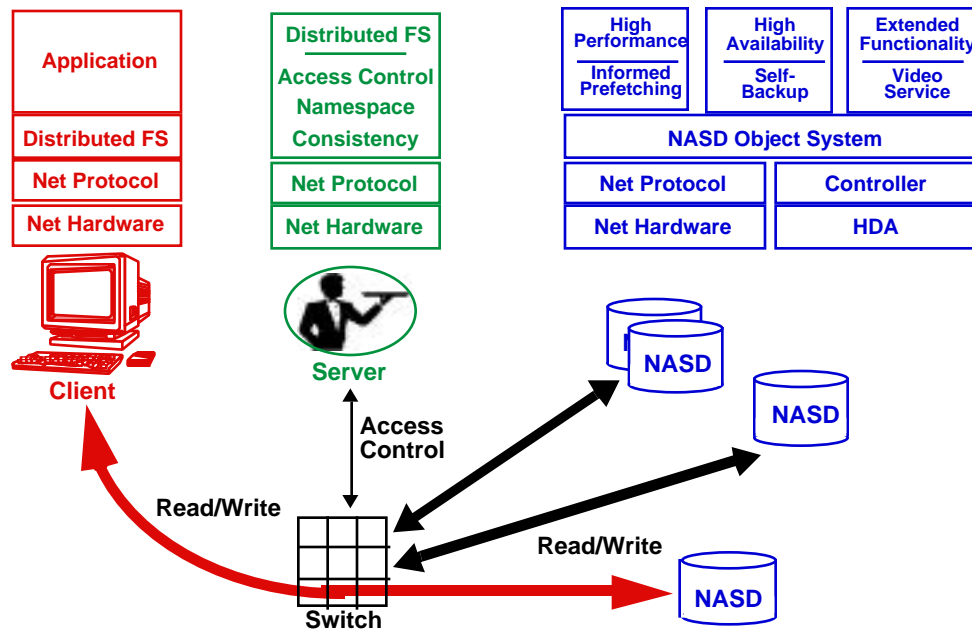 Application
Distributed FS
Net Protocol
Net Hardware
Client
Distributed FS
Access Control
Namespace
Consistency
Net Protocol
Net Hardware
Server
High
Performance
Informed
Prefetching
High
Availability
Self-
Backup
Extended
Functionality
Video
Service
NASD Object System
Net Protocol
Controller
Net Hardware
HDA
NASD
NASD
Access
Control
Read/Write
Read/Write
NASD
Switch